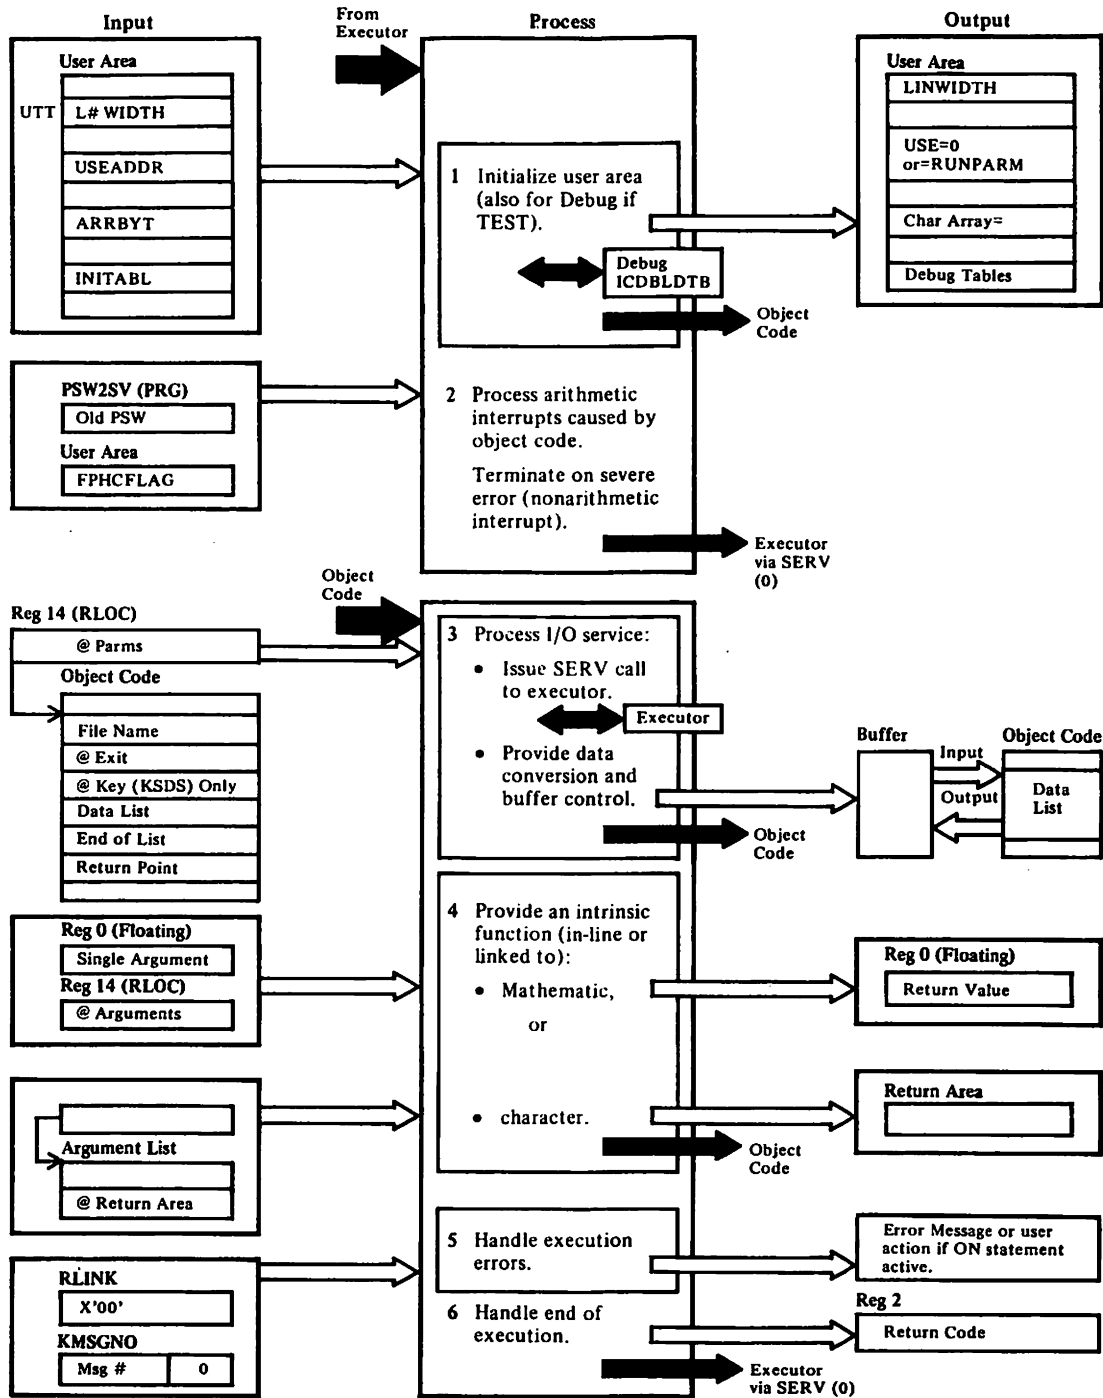 Input
From
Executor
Process
Output
User Area
UTT
L# WIDTH
USEADDR
ARRBYT
INITABL
1 Initialize user area
(also for Debug if
TEST).
Debug
ICDBLDTB
Object
Code
User Area
LINWIDTH
USE=0
or=RUNPARM
Char Array=
Debug Tables
PSW2SV (PRG)
Old PSW
User Area
FPHCFLAG
2 Process arithmetic
interrupts caused by
object code.
Terminate on severe
error (nonarithmetic
interrupt).
Executor
via SERV
(0)
Object
Code
Reg 14 (RLOC)
@ Parms
Object Code
File Name
@ Exit
@ Key (KSDS) Only
Data List
End of List
Return Point
3 Process I/O service:
• Issue SERV call
to executor.
Executor
• Provide data
conversion and
buffer control.
Object
Code
Buffer
Input
Output
Object Code
Data
List
Reg 0 (Floating)
Single Argument
Reg 14 (RLOC)
@ Arguments
4 Provide an intrinsic
function (in-line or
linked to):
• Mathematic,
or
• character.
Object
Code
Reg 0 (Floating)
Return Value
Return Area
Argument List
@ Return Area
5 Handle execution
errors.
Error Message or user
action if ON statement
active.
RLINK
X'00'
KMSGNO
Msg #
0
6 Handle end of
execution.
Reg 2
Return Code
Executor
via SERV (0)